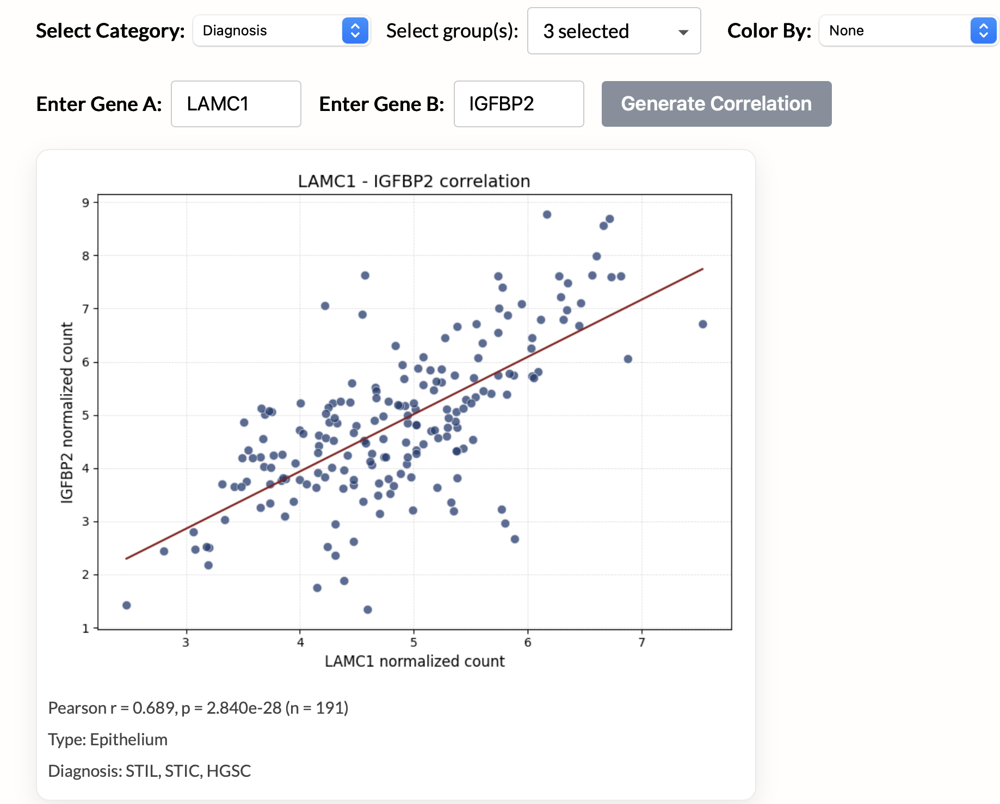 Select Category: Diagnosis Select group(s): 3 selected Color By: None
Enter Gene A: LAMC1 Enter Gene B: IGFBP2 Generate Correlation
LAMC1 - IGFBP2 correlation
9
8
7
6
5
4
3
2
1
IGFBP2 normalized count
3 4 5 6 7
LAMC1 normalized count
Pearson r = 0.689, p = 2.840e-28 (n = 191)
Type: Epithelium
Diagnosis: STIL, STIC, HGSC